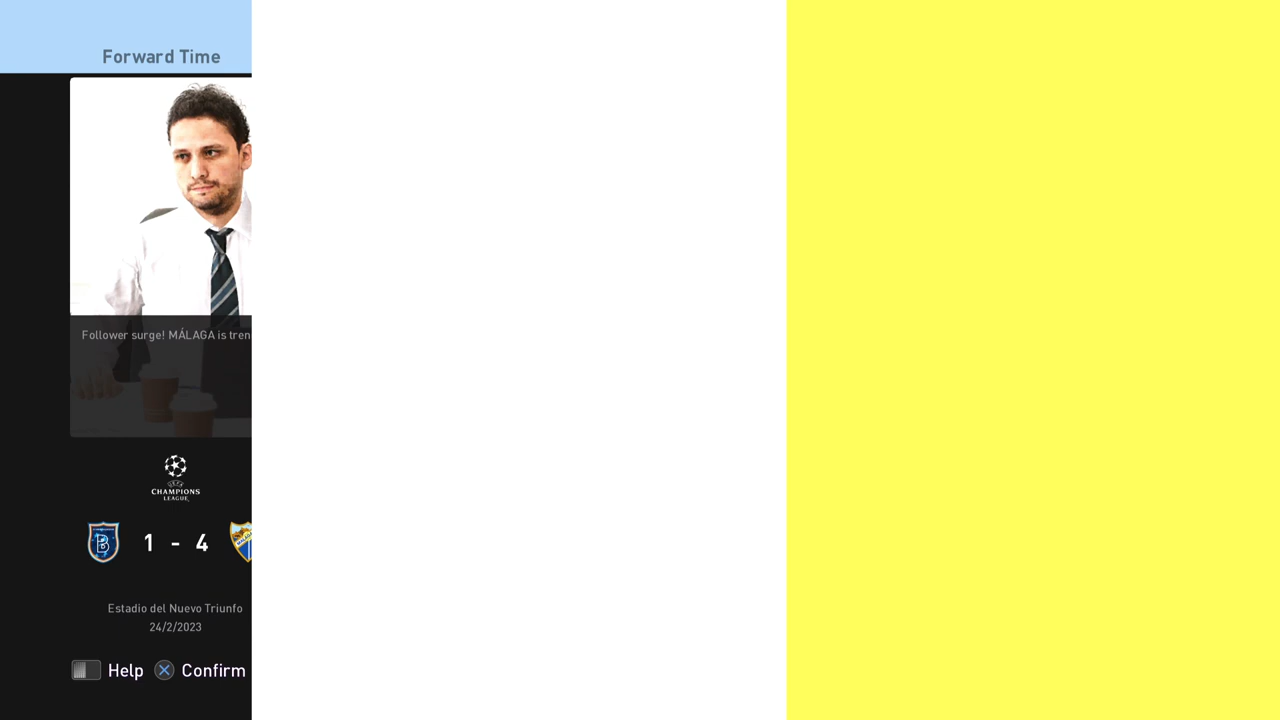 Forward Time
Follower surge! MÁLAGA is tren
UEFA
CHAMPIONS
LEAGUE
1 - 4
Estadio del Nuevo Triunfo
24/2/2023
Help Confirm